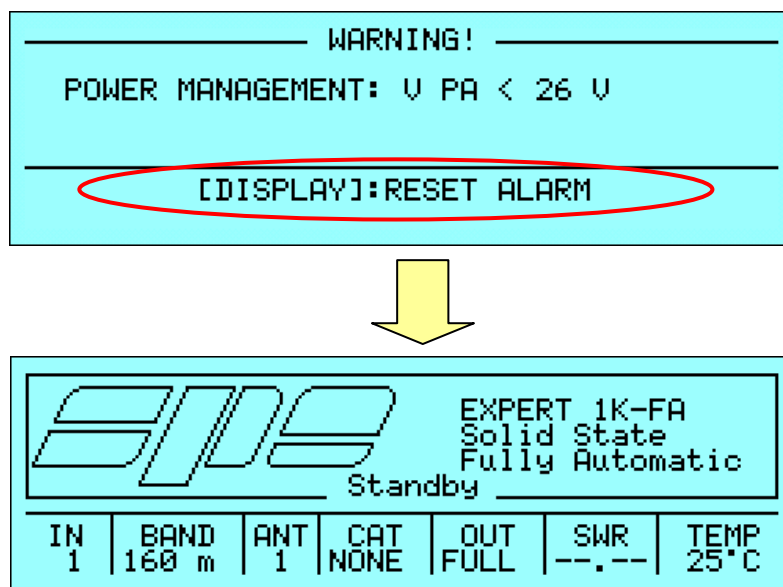 WARNING!
POWER MANAGEMENT: V PA < 26 V
[DISPLAY]:RESET ALARM
spe
EXPERT 1K-FA
Solid State
Fully Automatic
Standby
IN BAND ANT CAT OUT SWR TEMP
1 160 m 1 NONE FULL --.-- 25°C